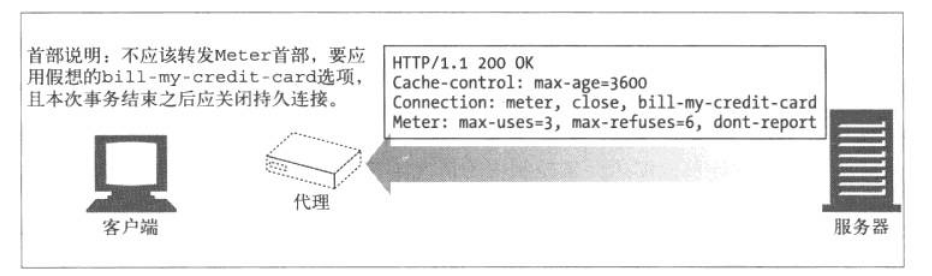 首部说明：不应该转发Meter首部，要应
用假想的bill-my-credit-card选项，
且本次事务结束之后应关闭持久连接。
HTTP/1.1 200 OK
Cache-control: max-age=3600
Connection: meter, close, bill-my-credit-card
Meter: max-uses=3, max-refuses=6, dont-report
客户端
代理
服务器